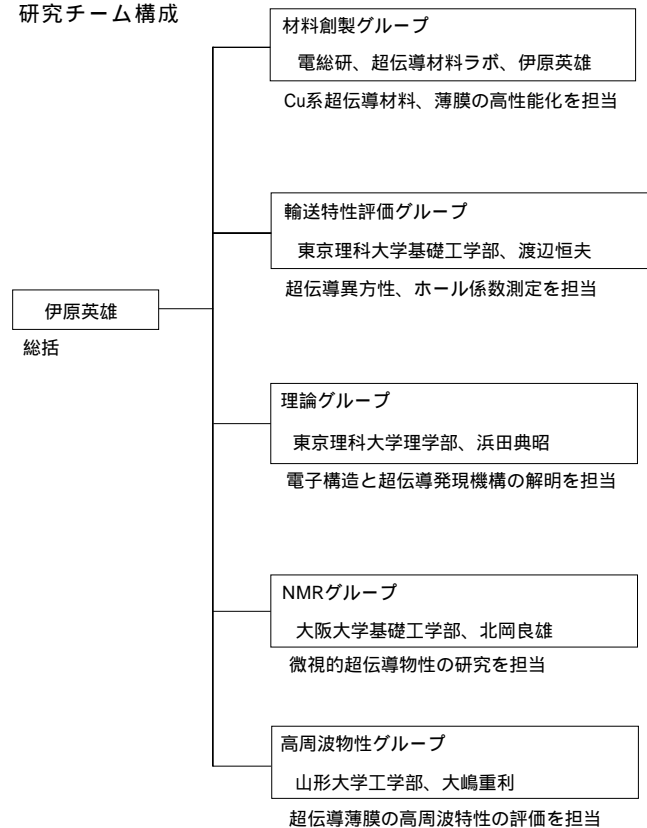 研究チーム構成
材料創製グループ
電総研、超伝導材料ラボ、伊原英雄
Cu系超伝導材料、薄膜の高性能化を担当
輸送特性評価グループ
東京理科大学基礎工学部、渡辺恒夫
超伝導異方性、ホール係数測定を担当
伊原英雄
総括
理論グループ
東京理科大学理学部、浜田典昭
電子構造と超伝導発現機構の解明を担当
NMRグループ
大阪大学基礎工学部、北岡良雄
微視的超伝導物性の研究を担当
高周波物性グループ
山形大学工学部、大嶋重利
超伝導薄膜の高周波特性の評価を担当